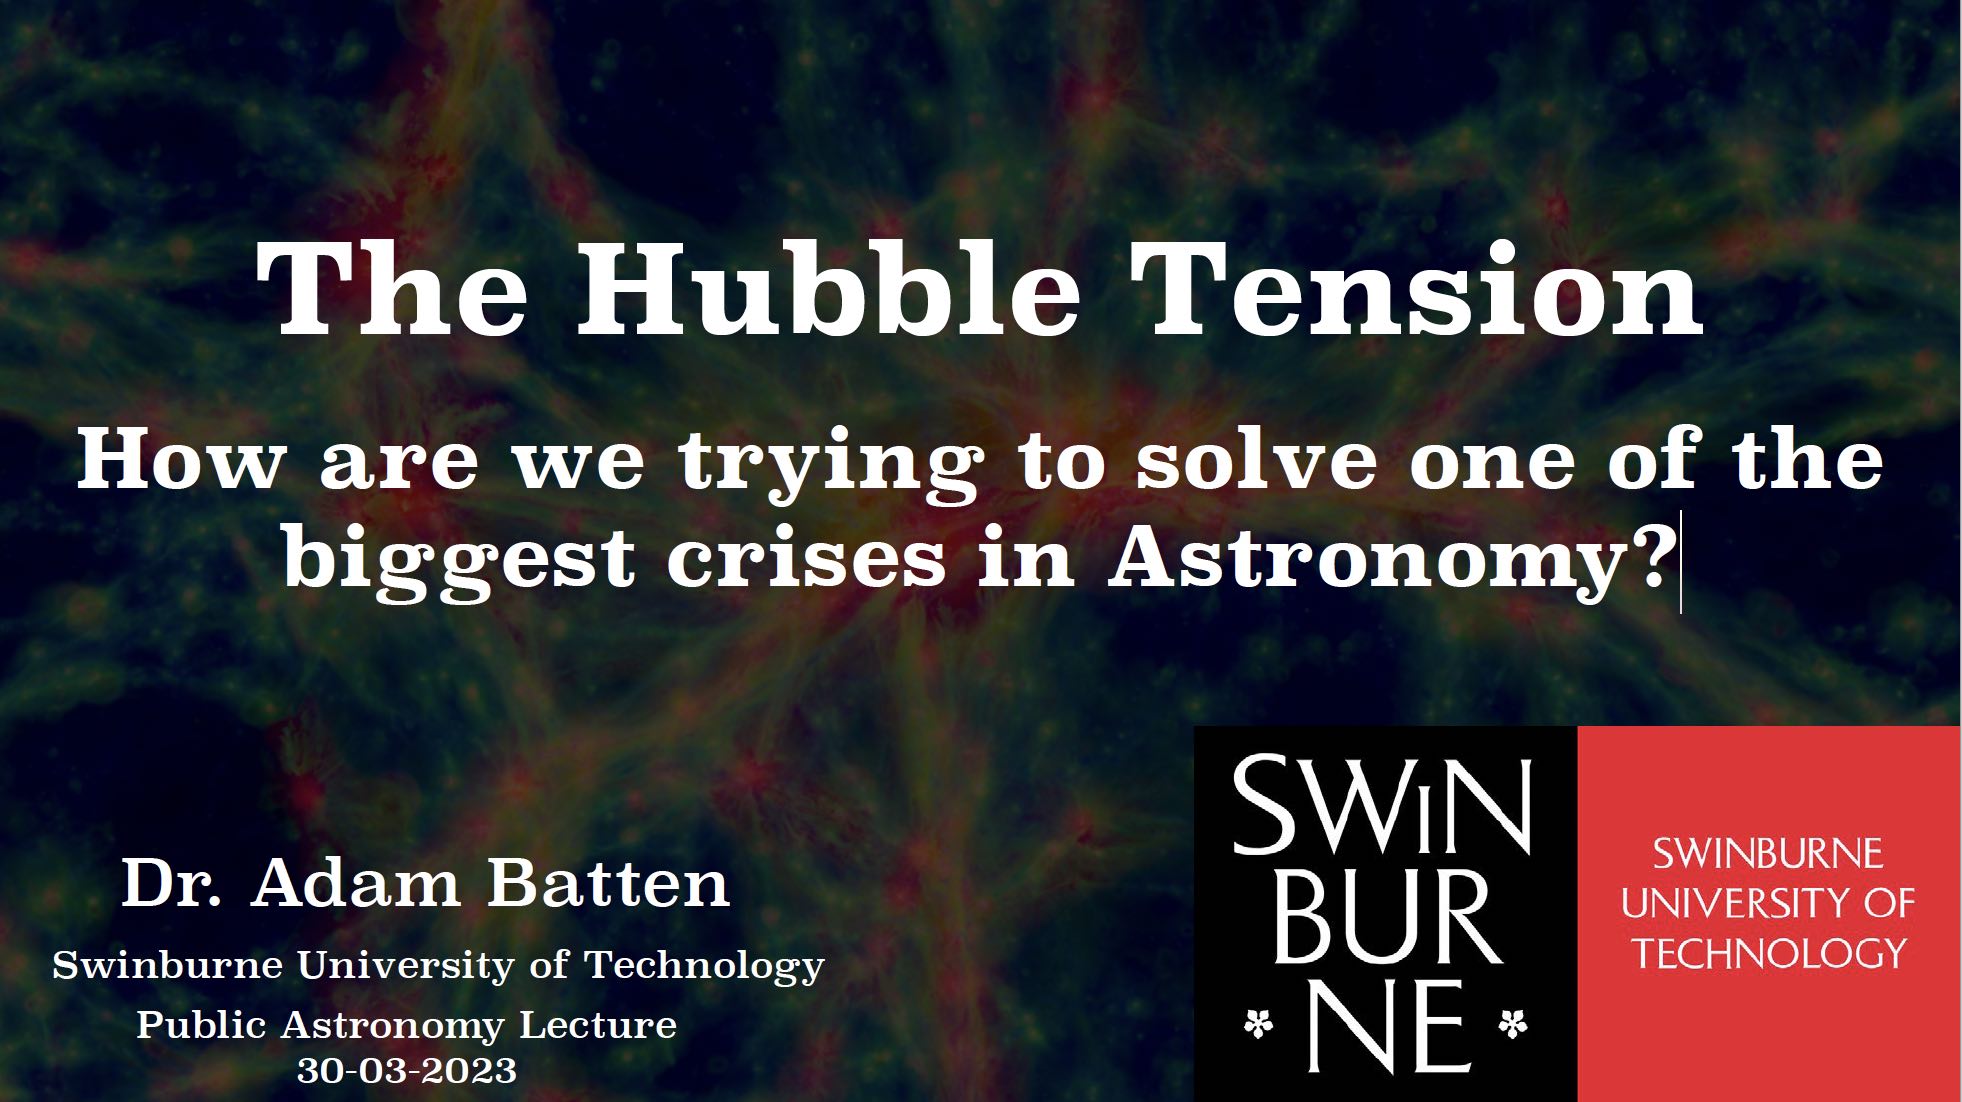 The Hubble Tension
How are we trying to solve one of the
biggest crises in Astronomy?
Dr. Adam Batten
Swinburne University of Technology
Public Astronomy Lecture
30-03-2023
SWiN
BUR
NE
SWINBURNE
UNIVERSITY OF
TECHNOLOGY